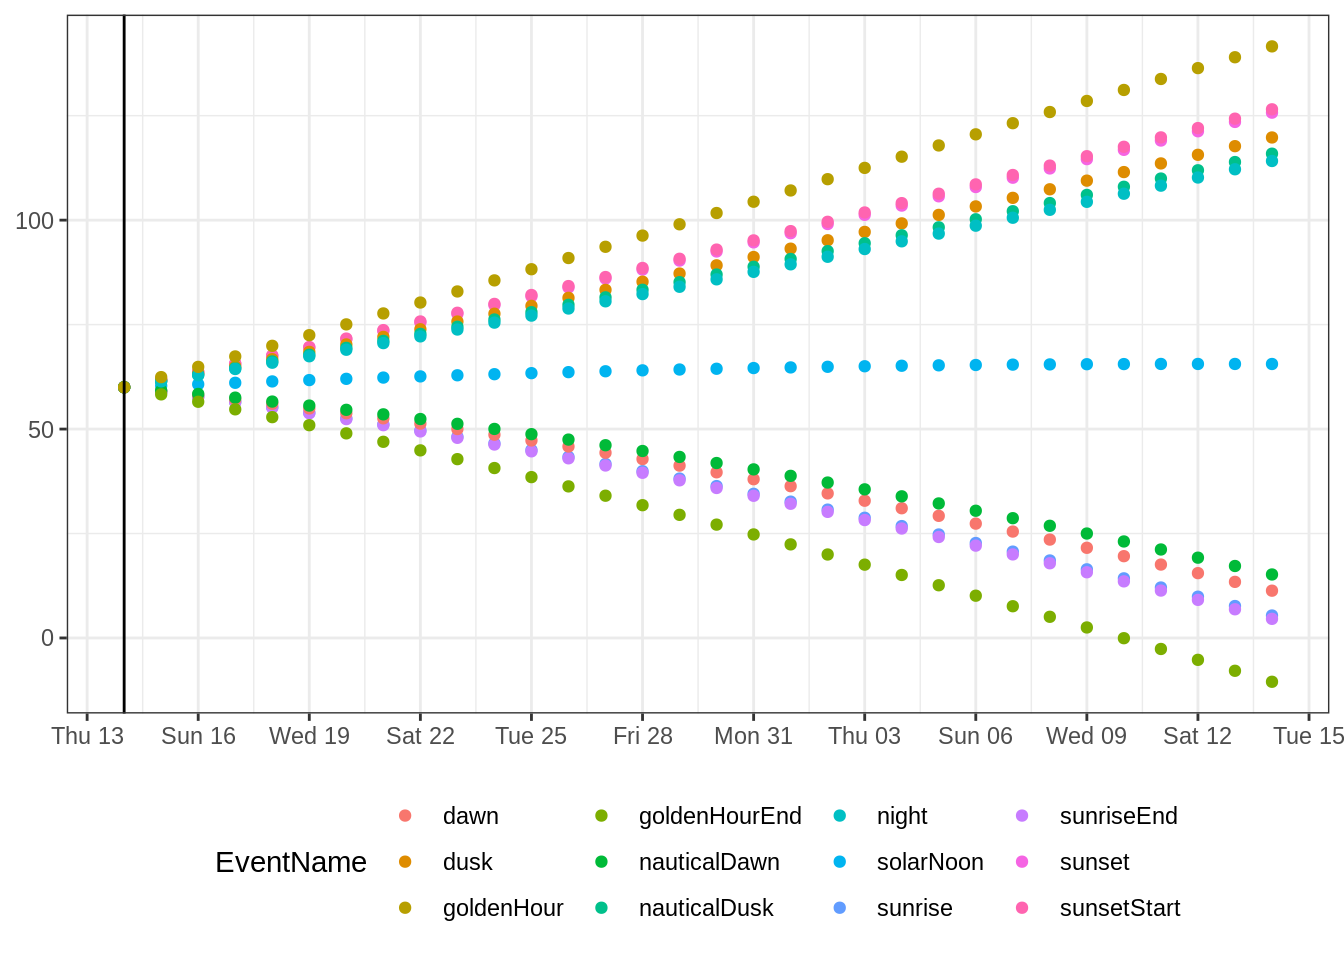 100
50
0
Thu 13 Sun 16 Wed 19 Sat 22 Tue 25 Fri 28 Mon 31 Thu 03 Sun 06 Wed 09 Sat 12 Tue 15
EventName
dawn goldenHourEnd night sunriseEnd
dusk nauticalDawn solarNoon sunset
goldenHour nauticalDusk sunrise sunsetStart